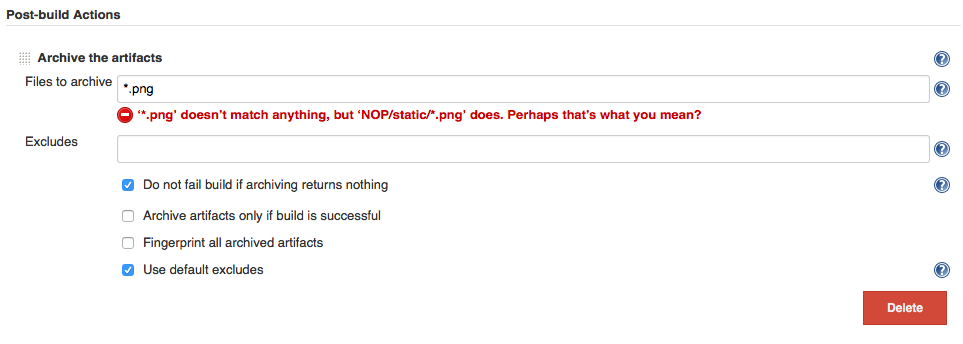 Post-build Actions
Archive the artifacts
Files to archive
*.png
'*.png' doesn't match anything, but 'NOP/static/*.png' does. Perhaps that's what you mean?
Excludes
Do not fail build if archiving returns nothing
Archive artifacts only if build is successful
Fingerprint all archived artifacts
Use default excludes
Delete